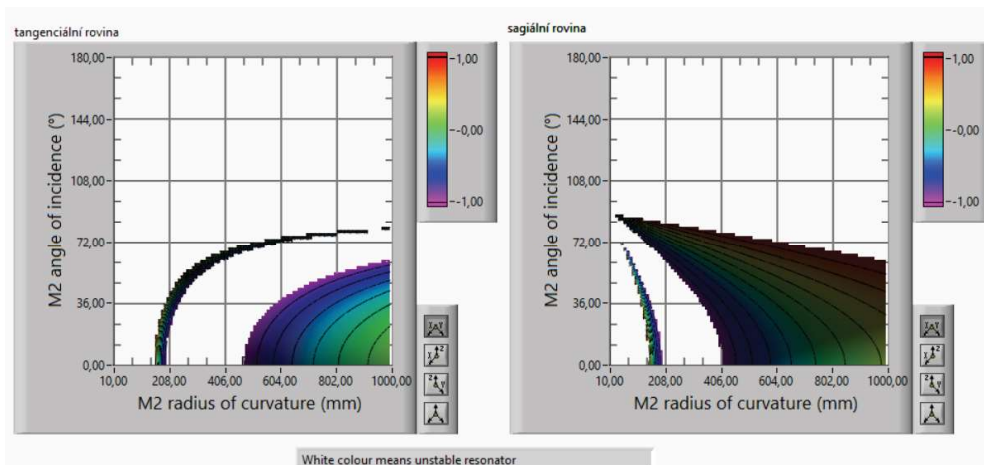 tangenciální rovina
180,00
144,00
108,00
72,00
36,00
0,00
M2 angle of incidence (°)
10,00 208,00 406,00 604,00 802,00 1000,00
M2 radius of curvature (mm)
-1,00
-0,00
--1,00
sagiální rovina
180,00
144,00
108,00
72,00
36,00
0,00
M2 angle of incidence (°)
10,00 208,00 406,00 604,00 802,00 1000,00
M2 radius of curvature (mm)
-1,00
-0,00
--1,00
White colour means unstable resonator